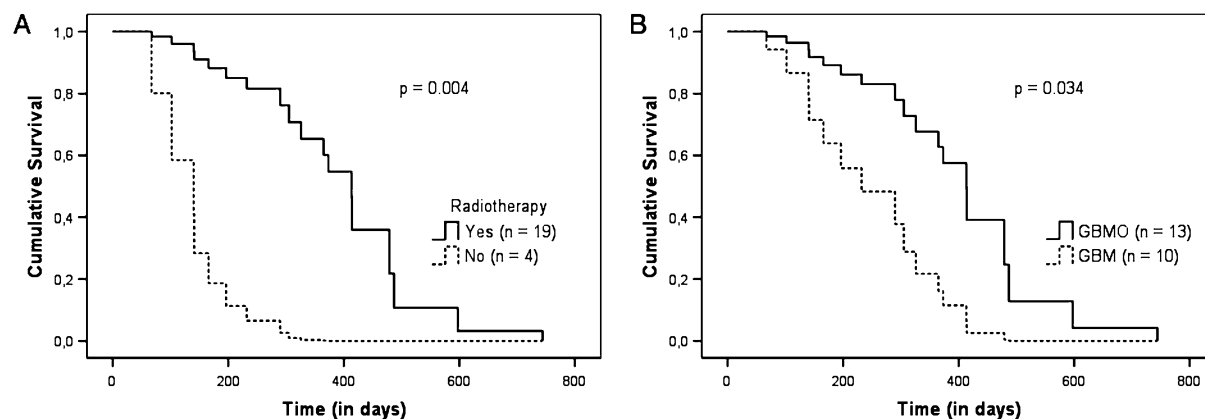 A
Cumulative Survival
1,0
0,8
0,6
0,4
0,2
0,0
p = 0.004
Radiotherapy
Yes (n = 19)
No (n = 4)
0
200
400
600
800
Time (in days)
B
Cumulative Survival
1,0
0,8
0,6
0,4
0,2
0,0
p = 0.034
GBMO (n = 13)
GBM (n = 10)
0
200
400
600
800
Time (in days)